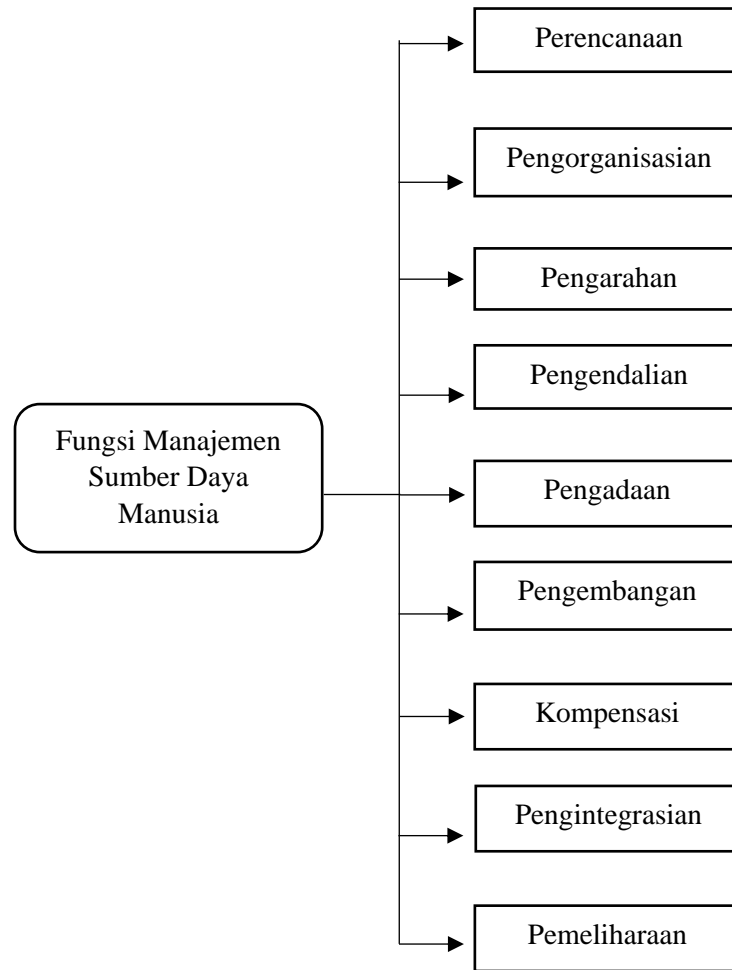 Perencanaan
Pengorganisasian
Pengarahan
Pengendalian
Fungsi Manajemen
Sumber Daya
Manusia
Pengadaan
Pengembangan
Kompensasi
Pengintegrasian
Pemeliharaan